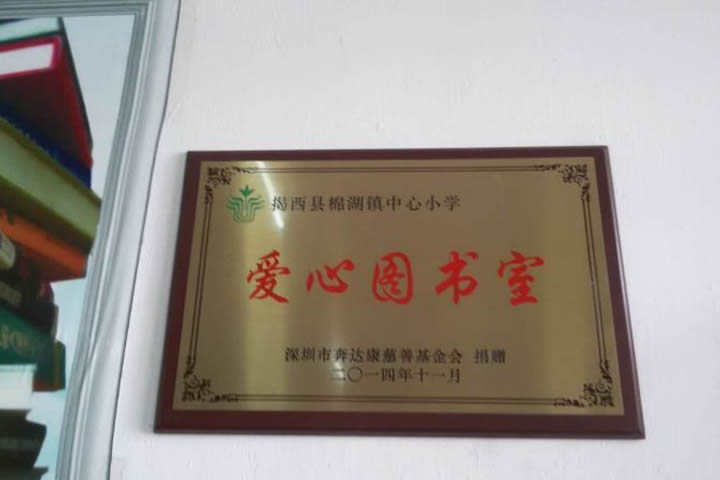 揭西县棉湖镇中心小学
爱心图书室
深圳市奔达康慈善基金会 捐赠
二〇一四年十一月